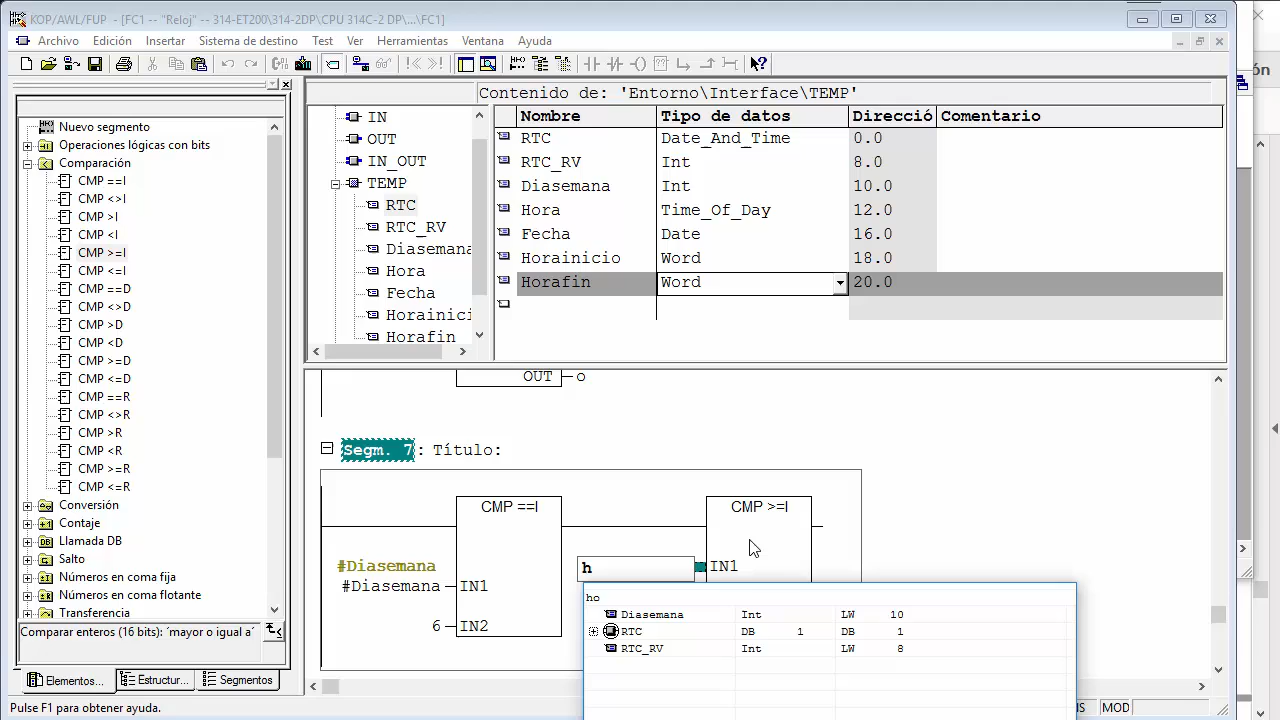 KOP/AWL/FUP - [FC1 -- "Reloj" -- 314-ET200\314-2DP\CPU 314C-2 DP\...\FC1]
Archivo Edición Insertar Sistema de destino Test Ver Herramientas Ventana Ayuda
ón
Contenido de: 'Entorno\Interface\TEMP'
Nuevo segmento
Operaciones lógicas con bits
Comparación
CMP ==I
CMP <>I
CMP >I
CMP <I
CMP >=I
CMP <=I
CMP ==D
CMP <>D
CMP >D
CMP <D
CMP >=D
CMP <=D
CMP ==R
CMP <>R
CMP >R
CMP <R
CMP >=R
CMP <=R
Conversión
Contaje
Llamada DB
Salto
Números en coma fija
Números en coma flotante
Transferencia
Comparar enteros (16 bits): 'mayor o igual a'
Elementos... Estructur... Segmentos
IN
OUT
IN_OUT
TEMP
RTC
RTC_RV
Diasemana
Hora
Fecha
Horainici
Horafin
Nombre Tipo de datos Direcció Comentario
RTC Date_And_Time 0.0
RTC_RV Int 8.0
Diasemana Int 10.0
Hora Time_Of_Day 12.0
Fecha Date 16.0
Horainicio Word 18.0
Horafin Word 20.0
OUT o
Segm. 7 : Título:
CMP ==I CMP >=I
#Diasemana
#Diasemana IN1
6 IN2
h IN1
ho
Diasemana Int LW 10
RTC DB 1 DB 1
RTC_RV Int LW 8
Pulse F1 para obtener ayuda.
MOD